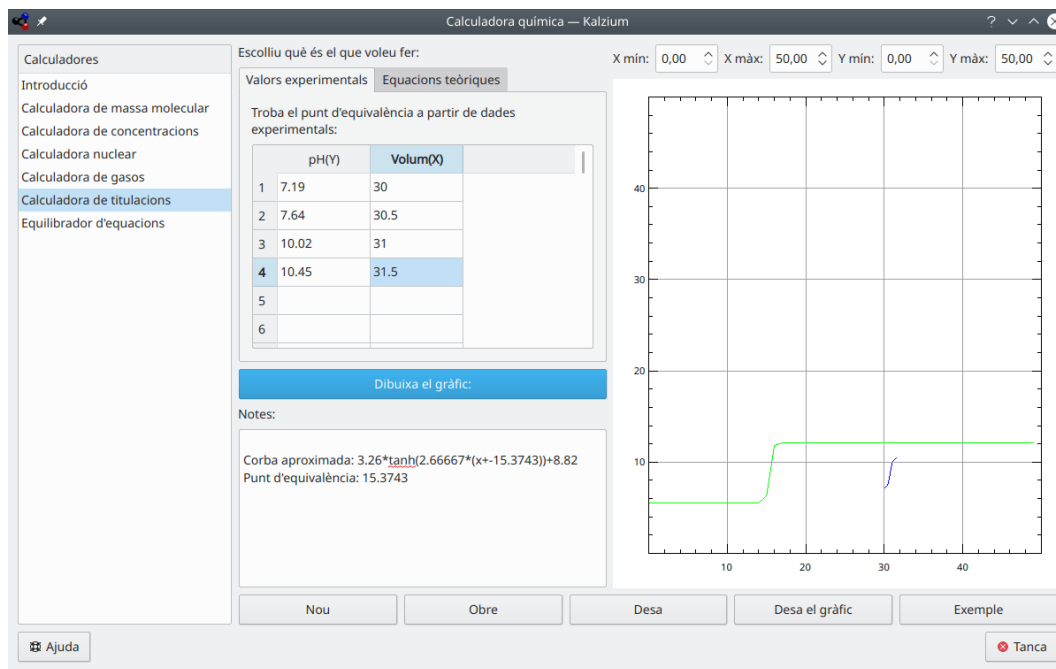 Calculadora química — Kalzium
Calculadores
Introducció
Calculadora de massa molecular
Calculadora de concentracions
Calculadora nuclear
Calculadora de gasos
Calculadora de titulacions
Equilibrador d'equacions
Escolliu què és el que voleu fer:
Valors experimentals Equacions teòriques
Troba el punt d'equivalència a partir de dades
experimentals:
pH(Y) Volum(X)
1 7.19 30
2 7.64 30.5
3 10.02 31
4 10.45 31.5
5
6
Dibuixa el gràfic:
Notes:
Corba aproximada: 3.26*tanh(2.66667*(x+-15.3743))+8.82
Punt d'equivalència: 15.3743
X mín: 0,00 X màx: 50,00 Y mín: 0,00 Y màx: 50,00
40
30
20
10
10 20 30 40
Nou Obre Desa Desa el gràfic Exemple
Ajuda Tanca